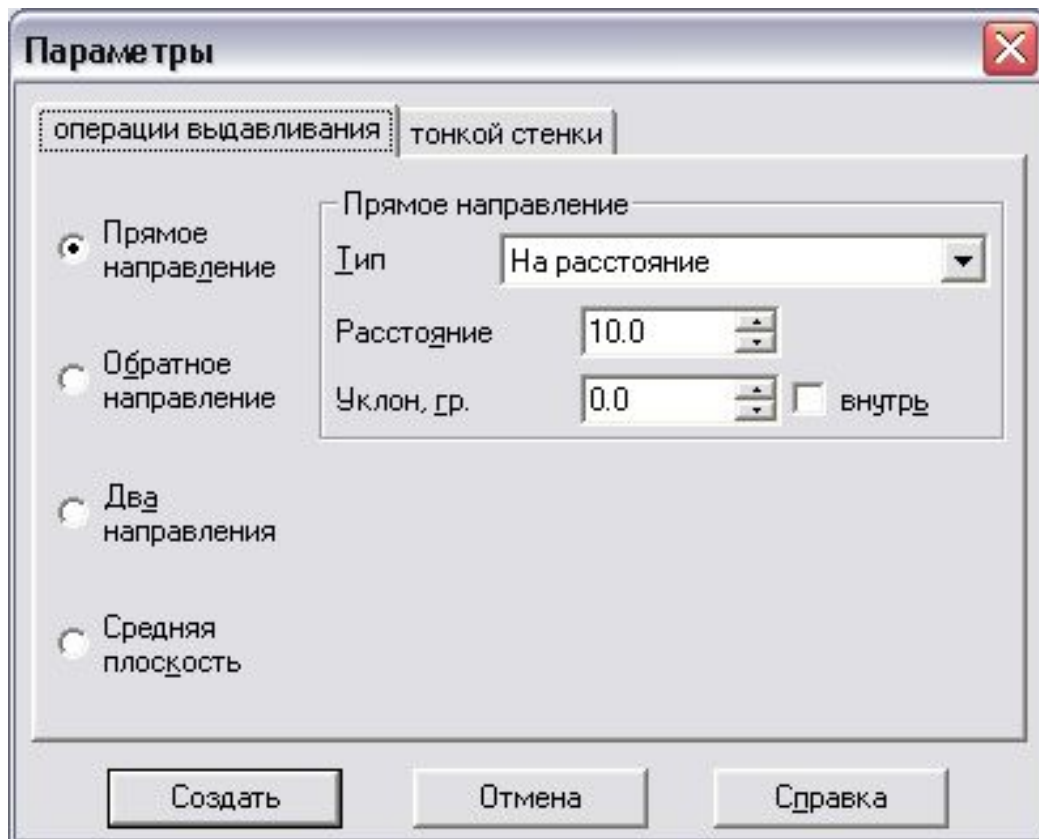 Параметры
операции выдавливания
тонкой стенки
Прямое
направление
Обратное
направление
Два
направления
Средняя
плоскость
Прямое направление
Тип
На расстояние
Расстояние
10.0
Уклон, гр.
0.0
внутрь
Создать
Отмена
Справка